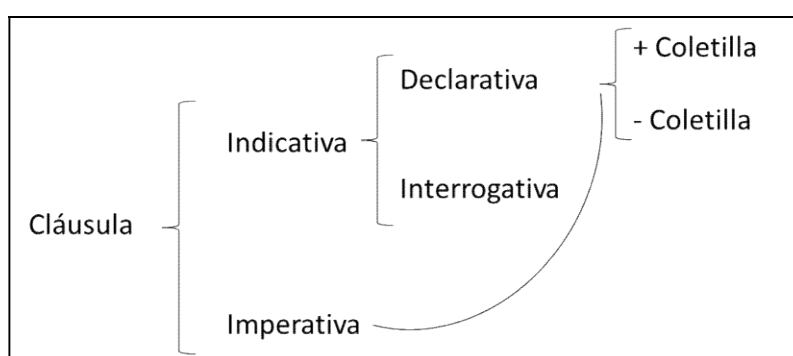 + Coletilla
Declarativa
- Coletilla
Indicativa
Interrogativa
Cláusula
Imperativa